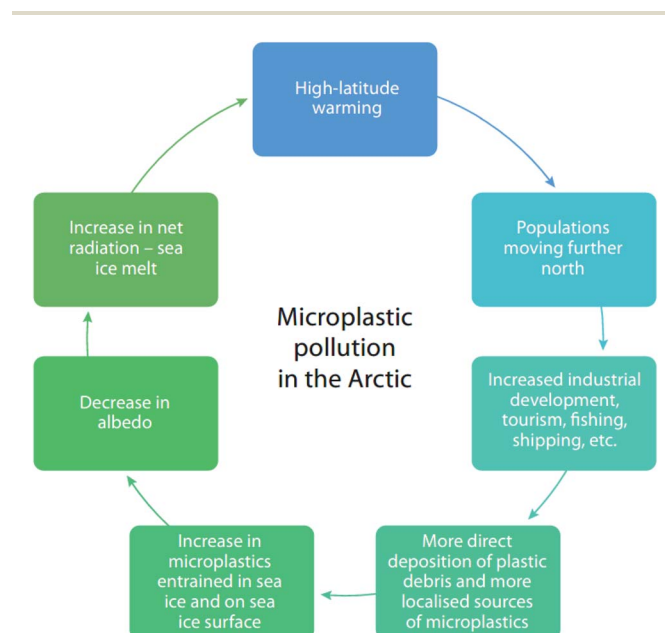 High-latitude
warming
Populations
moving further
north
Increased industrial
development,
tourism, fishing,
shipping, etc.
More direct
deposition of plastic
debris and more
localised sources
of microplastics
Increase in
microplastics
entrained in sea
ice and on sea
ice surface
Decrease in
albedo
Increase in net
radiation – sea
ice melt
Microplastic
pollution
in the Arctic